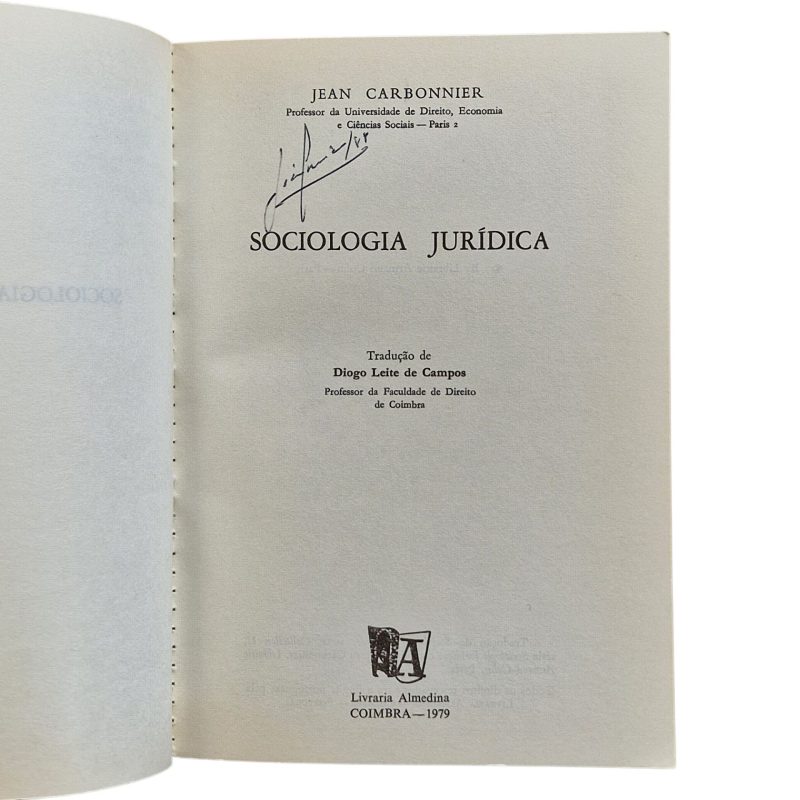 JEAN CARBONNIER
Professor da Universidade de Direito, Economia
e Ciências Sociais — Paris 2
SOCIOLOGIA JURÍDICA
Tradução de
Diogo Leite de Campos
Professor da Faculdade de Direito
de Coimbra
A
Livraria Almedina
COIMBRA — 1979